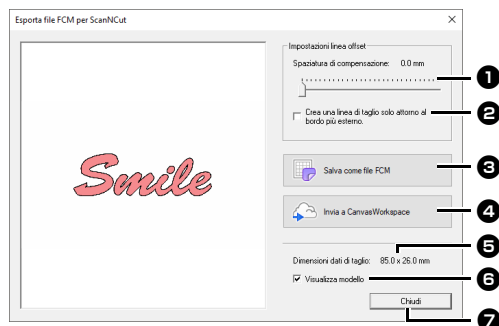 Esporta file FCM per ScanNCut
Impostazioni linea offset
Spaziatura di compensazione: 0.0 mm
1
Crea una linea di taglio solo attorno al
bordo più esterno.
2
Smile
Salva come file FCM
3
Invia a CanvasWorkspace
4
5
Dimensioni dati di taglio: 85.0 x 26.0 mm
Visualizza modello
6
Chiudi
7